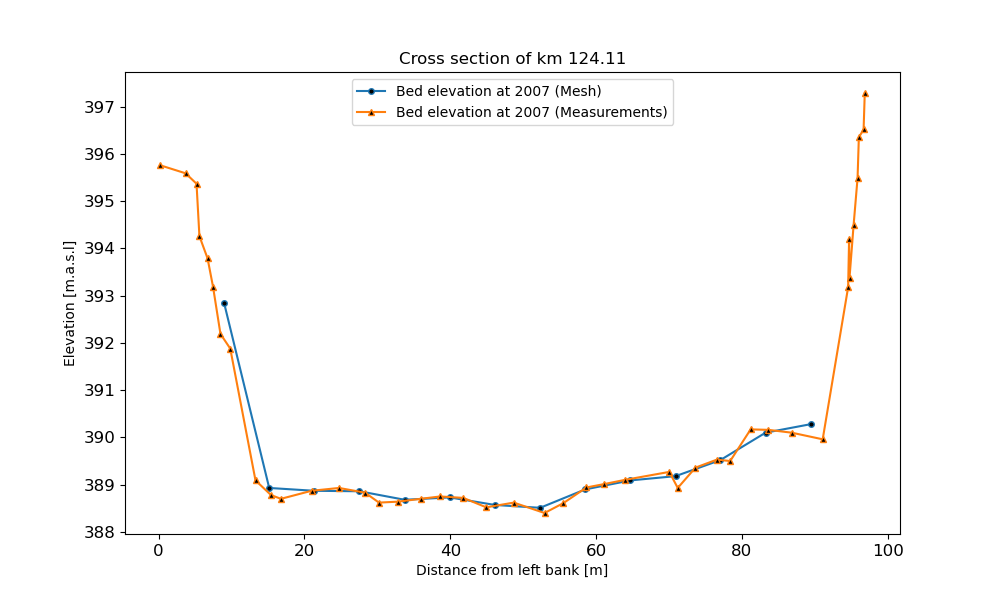 Cross section of km 124.11
Bed elevation at 2007 (Mesh)
Bed elevation at 2007 (Measurements)
397
396
395
394
393
392
391
390
389
388
Elevation [m.a.s.l]
0 20 40 60 80 100
Distance from left bank [m]